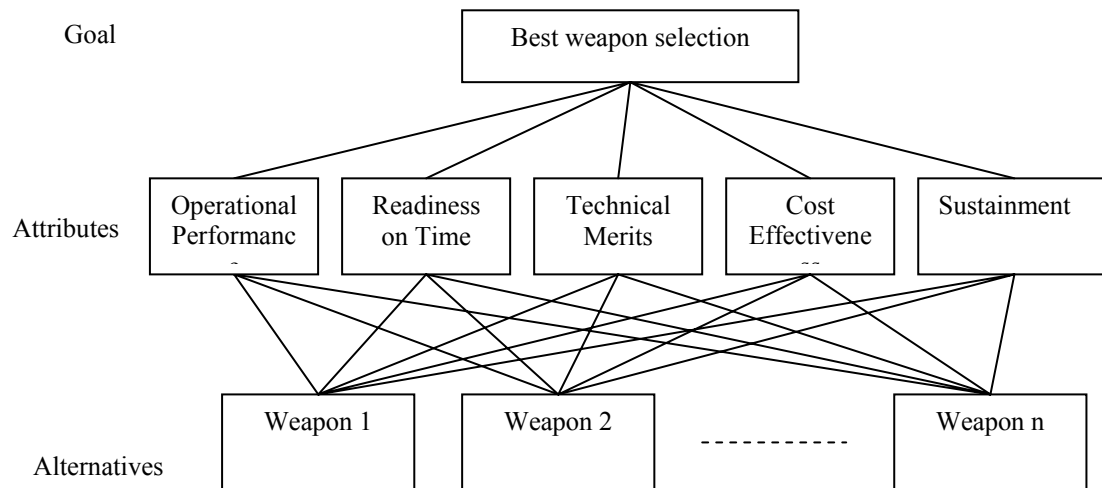 Goal
Best weapon selection
Attributes
Operational
Performanc
Readiness
on Time
Technical
Merits
Cost
Effectivene
Sustainment
Weapon 1
Weapon 2
Weapon n
Alternatives